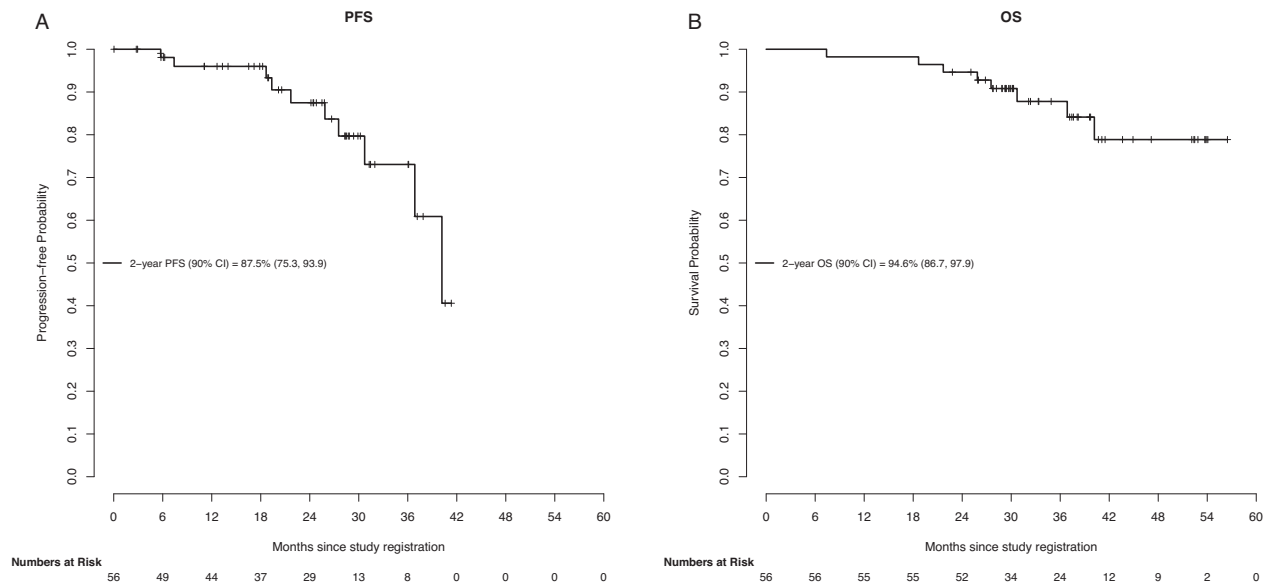 A
PFS
Progression−free Probability
1.0
0.9
0.8
0.7
0.6
0.5
0.4
0.3
0.2
0.1
0.0
2−year PFS (90% CI) = 87.5% (75.3, 93.9)
0 6 12 18 24 30 36 42 48 54 60
Months since study registration
Numbers at Risk
56 49 44 37 29 13 8 0 0 0 0
B
OS
Survival Probability
1.0
0.9
0.8
0.7
0.6
0.5
0.4
0.3
0.2
0.1
0.0
2−year OS (90% CI) = 94.6% (86.7, 97.9)
0 6 12 18 24 30 36 42 48 54 60
Months since study registration
Numbers at Risk
56 56 55 55 52 34 24 12 9 2 0